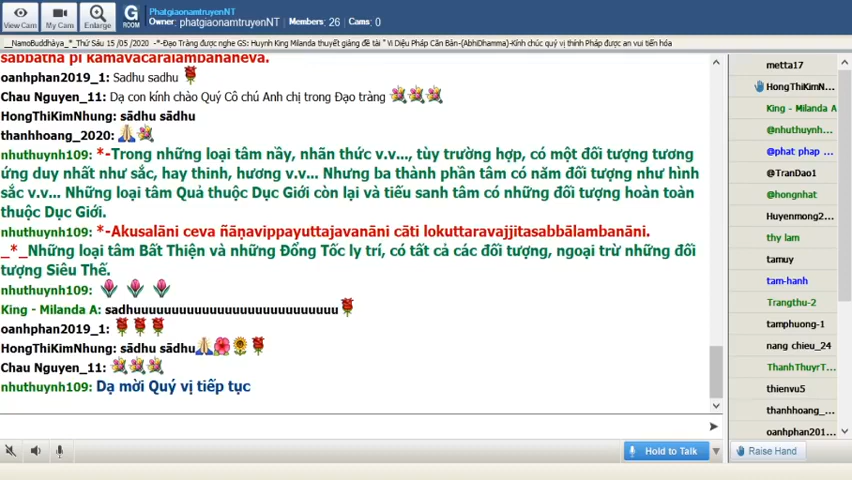 PhatgiaonamtruyenNT
Owner: phatgiaonamtruyenNT Members: 26 Cams: 0
View Cam
My Cam
Enlarge
G
ROOM
__NamoBuddhàya_*_Thứ Sáu 15 /05 /2020 -*-Đạo Tràng được nghe GS: Huynh King Milanda thuyết giảng đề tài " Vi Diệu Pháp Căn Bản-(AbhiDhamma)-Kính chúc quý vị thính Pháp được an vui tiến hóa
sabbathā pi kāmāvacarālambanāneva.
oanhphan2019_1: Sadhu sadhu
Chau Nguyen_11: Dạ con kính chào Quý Cô chú Anh chị trong Đạo tràng
HongThiKimNhung: sādhu sādhu
thanhhoang_2020:
nhuthuynh109: *-Trong những loại tâm nầy, nhãn thức v.v..., tùy trường hợp, có một đối tượng tương
ứng duy nhất như sắc, hay thinh, hương v.v... Nhưng ba thành phần tâm có năm đối tượng như hình
sắc v.v... Những loại tâm Quả thuộc Dục Giới còn lại và tiếu sanh tâm có những đối tượng hoàn toàn
thuộc Dục Giới.
nhuthuynh109: *-Akusalāni ceva ñāṇavippayuttajavanāni cāti lokuttaravajjitasabbālambanāni.
_*_Những loại tâm Bất Thiện và những Đổng Tốc ly trí, có tất cả các đối tượng, ngoại trừ những đối
tượng Siêu Thế.
nhuthuynh109:
King - Milanda A: sadhuuuuuuuuuuuuuuuuuuuuuuuuuuu
oanhphan2019_1:
HongThiKimNhung: sādhu sādhu
Chau Nguyen_11:
nhuthuynh109: Dạ mời Quý vị tiếp tục
metta17
HongThiKimN...
King - Milanda A
@nhuthuynh...
@phat phap ...
@TranDao1
@hongnhat
Huyenmong2...
thy lam
tamuy
tam-hanh
Trangthu-2
tamphuong-1
nang chieu_24
ThanhThuyrT...
thienvu5
thanhhoang_...
oanhphan201...
Hold to Talk
Raise Hand